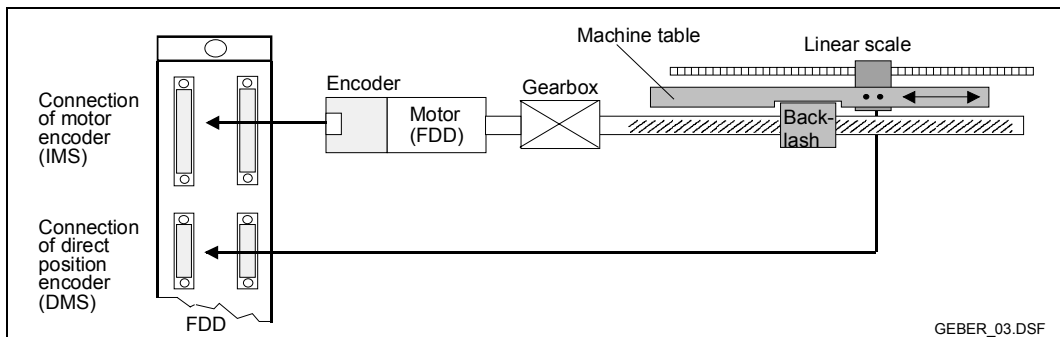 Connection
of motor
encoder
(IMS)
Connection
of direct
position
encoder
(DMS)
FDD
Encoder
Motor
(FDD)
Gearbox
Machine table
Linear scale
Back-
lash
GEBER_03.DSF